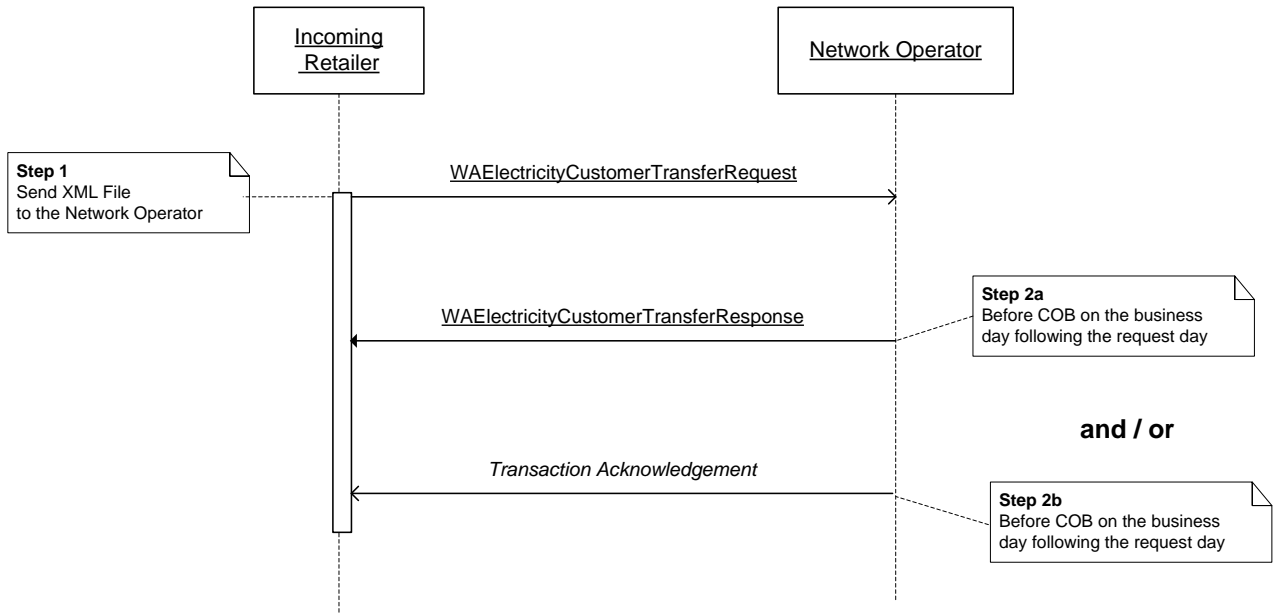 Incoming
Retailer
Network Operator
Step 1
Send XML File
to the Network Operator
WAElectricityCustomerTransferRequest
Step 2a
Before COB on the business
day following the request day
WAElectricityCustomerTransferResponse
and / or
Transaction Acknowledgement
Step 2b
Before COB on the business
day following the request day